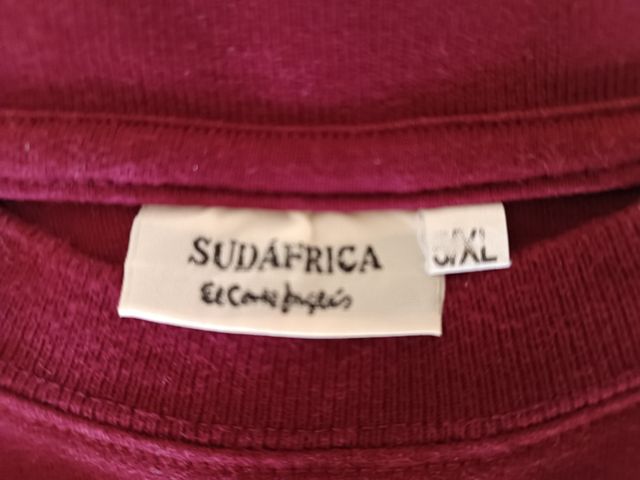 SUDÁFRICA
El Corte Inglés
/XL